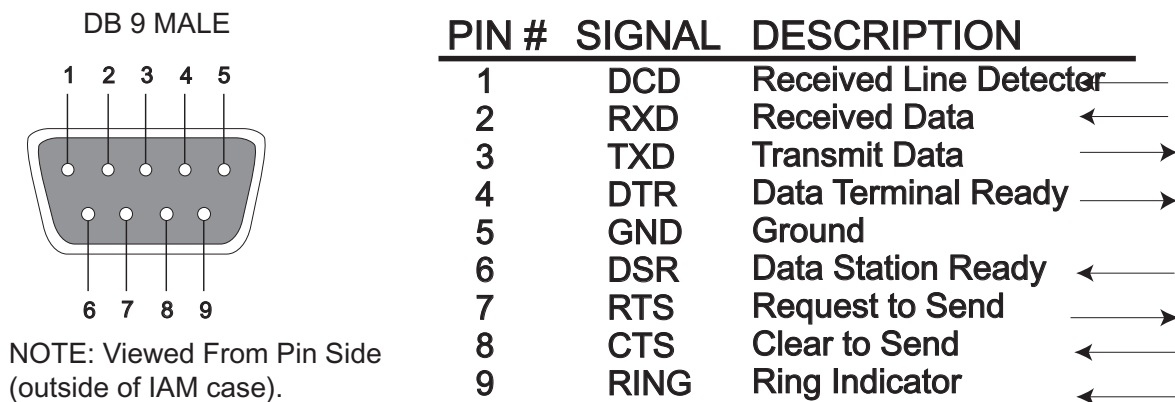 DB 9 MALE
1 2 3 4 5
6 7 8 9
NOTE: Viewed From Pin Side
(outside of IAM case).
PIN # SIGNAL DESCRIPTION
1 DCD Received Line Detector
2 RXD Received Data
3 TXD Transmit Data
4 DTR Data Terminal Ready
5 GND Ground
6 DSR Data Station Ready
7 RTS Request to Send
8 CTS Clear to Send
9 RING Ring Indicator